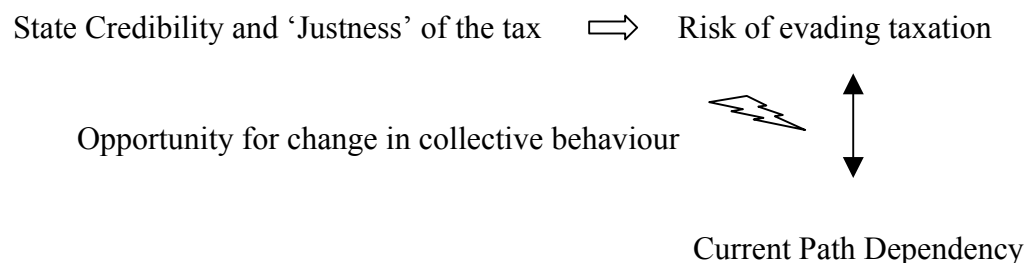 State Credibility and ‘Justness’ of the tax
Risk of evading taxation
Opportunity for change in collective behaviour
Current Path Dependency